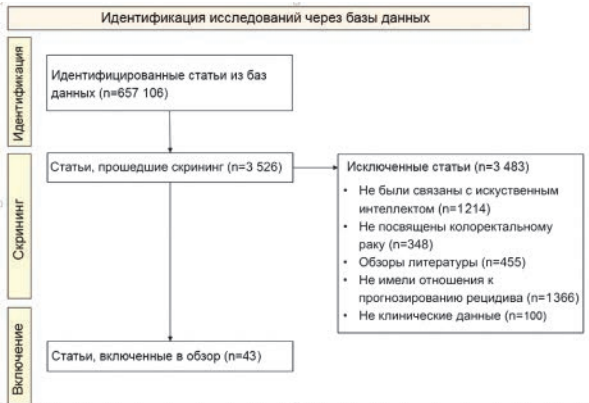 Идентификация исследований через базы данных
Идентификация
Идентифицированные статьи из баз
данных (n=657 106)
Скрининг
Статьи, прошедшие скрининг (n=3 526)
Исключенные статьи (n=3 483)
• Не были связаны с искуственным
интеллектом (n=1214)
• Не посвящены колоректальному
раку (n=348)
• Обзоры литературы (n=455)
• Не имели отношения к
прогнозированию рецидива (n=1366)
• Не клинические данные (n=100)
Включение
Статьи, включенные в обзор (n=43)